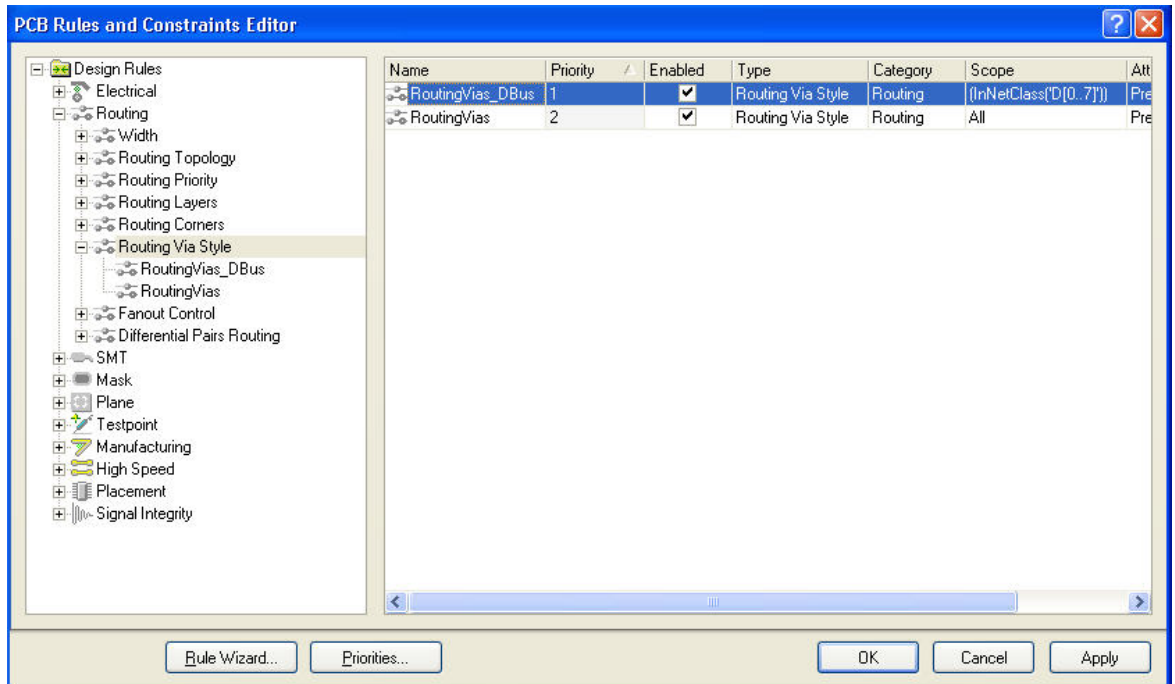 PCB Rules and Constraints Editor
Design Rules
Electrical
Routing
Width
Routing Topology
Routing Priority
Routing Layers
Routing Corners
Routing Via Style
RoutingVias_DBus
RoutingVias
Fanout Control
Differential Pairs Routing
SMT
Mask
Plane
Testpoint
Manufacturing
High Speed
Placement
Signal Integrity
Name Priority Enabled Type Category Scope Att
RoutingVias_DBus 1 Routing Via Style Routing (InNetClass('D[0..7]')) Pre
RoutingVias 2 Routing Via Style Routing All Pre
Rule Wizard... Priorities... OK Cancel Apply